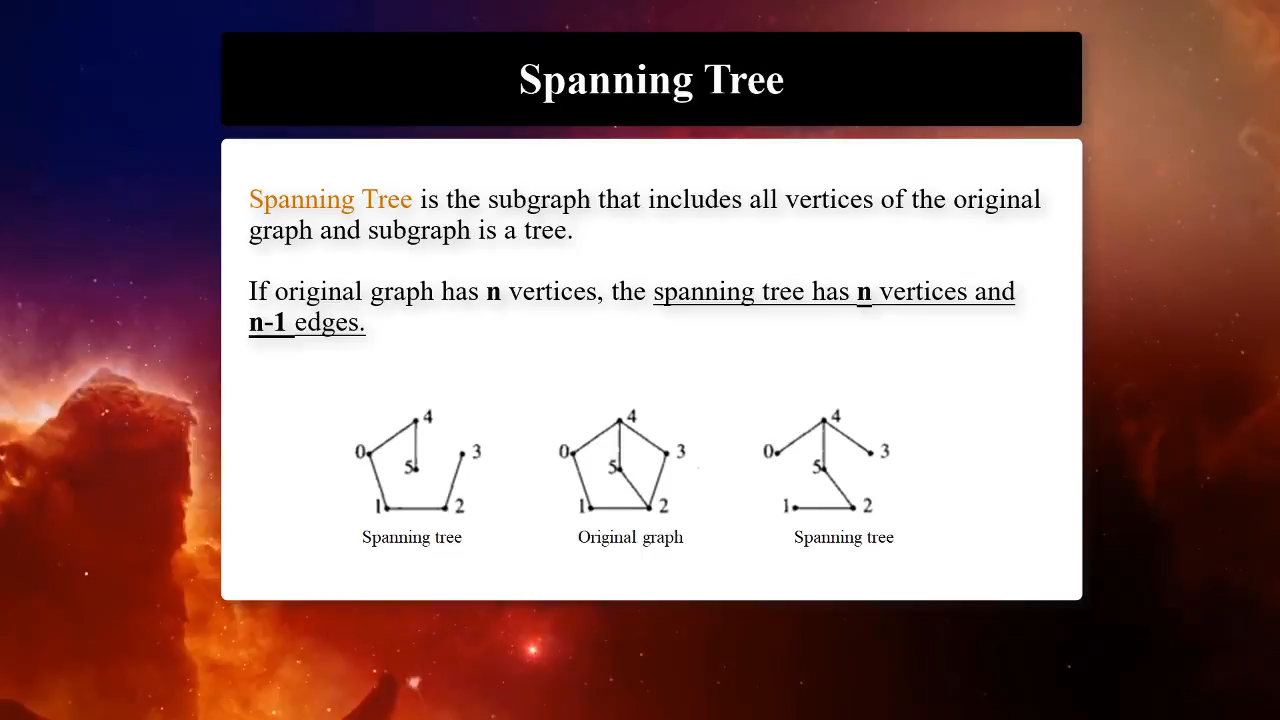 Spanning Tree
Spanning Tree is the subgraph that includes all vertices of the original
graph and subgraph is a tree.
If original graph has n vertices, the spanning tree has n vertices and
n-1 edges.
4 4 4
0 3 0 3 0 3
5 5 5
1 2 1 2 1 2
Spanning tree Original graph Spanning tree